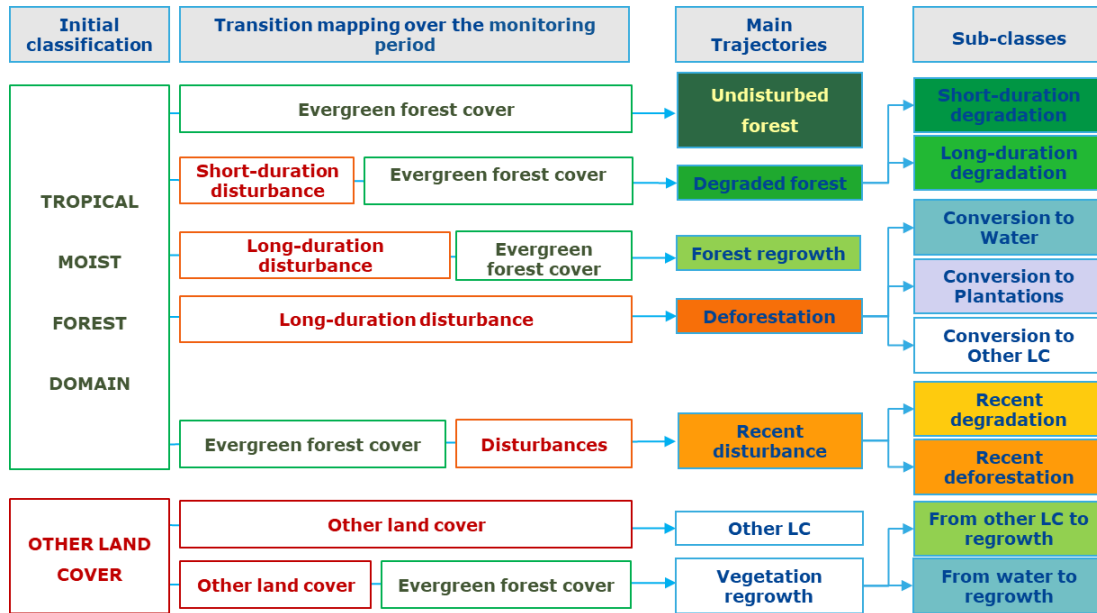 Initial
classification
Transition mapping over the monitoring
period
Main
Trajectories
Sub-classes
TROPICAL
MOIST
FOREST
DOMAIN
Evergreen forest cover
Undisturbed
forest
Short-duration
degradation
Short-duration
disturbance
Evergreen forest cover
Degraded forest
Long-duration
degradation
Long-duration
disturbance
Evergreen
forest cover
Forest regrowth
Conversion to
Water
Long-duration disturbance
Deforestation
Conversion to
Plantations
Conversion to
Other LC
Evergreen forest cover
Disturbances
Recent
disturbance
Recent
degradation
Recent
deforestation
OTHER LAND
COVER
Other land cover
Other LC
From other LC to
regrowth
Other land cover
Evergreen forest cover
Vegetation
regrowth
From water to
regrowth